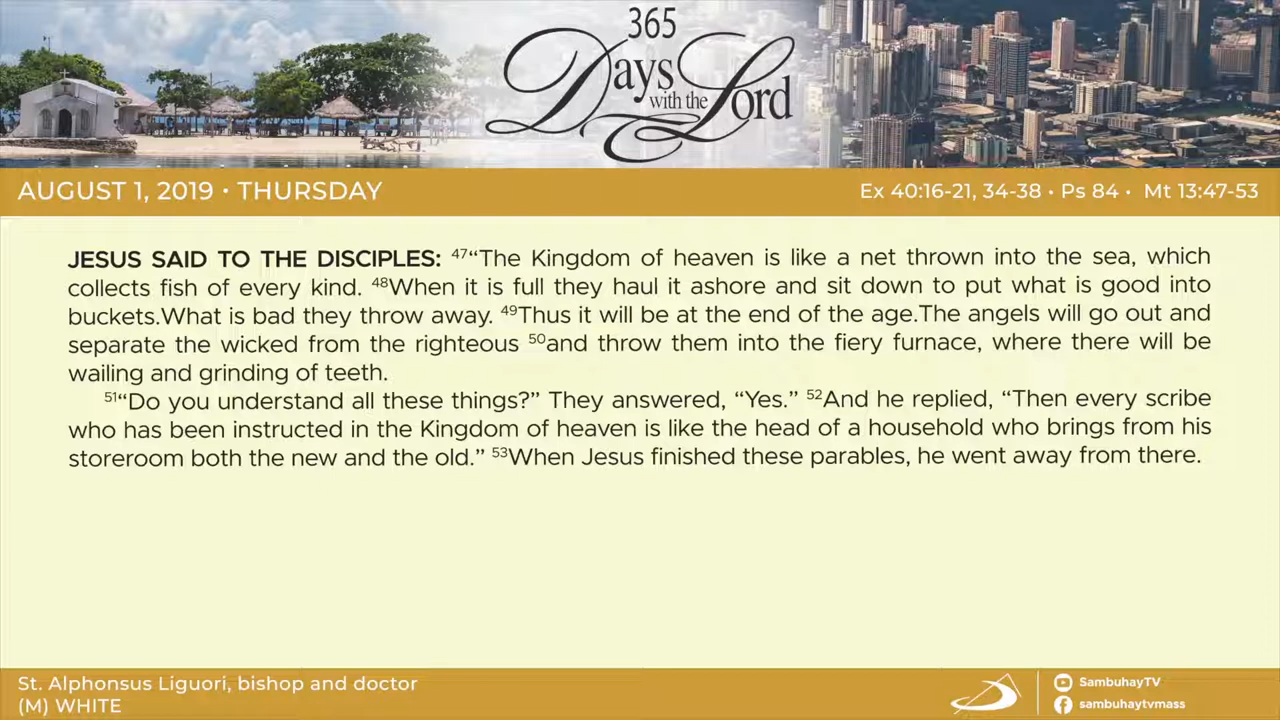 365
Days
with the
Lord
AUGUST 1, 2019 • THURSDAY
Ex 40:16-21, 34-38 • Ps 84 • Mt 13:47-53
JESUS SAID TO THE DISCIPLES: ⁴⁷“The Kingdom of heaven is like a net thrown into the sea, which
collects fish of every kind. ⁴⁸When it is full they haul it ashore and sit down to put what is good into
buckets.What is bad they throw away. ⁴⁹Thus it will be at the end of the age.The angels will go out and
separate the wicked from the righteous ⁵⁰and throw them into the fiery furnace, where there will be
wailing and grinding of teeth.
⁵¹“Do you understand all these things?” They answered, “Yes.” ⁵²And he replied, “Then every scribe
who has been instructed in the Kingdom of heaven is like the head of a household who brings from his
storeroom both the new and the old.” ⁵³When Jesus finished these parables, he went away from there.
St. Alphonsus Liguori, bishop and doctor
(M) WHITE
SambuhayTV
sambuhaytvmass